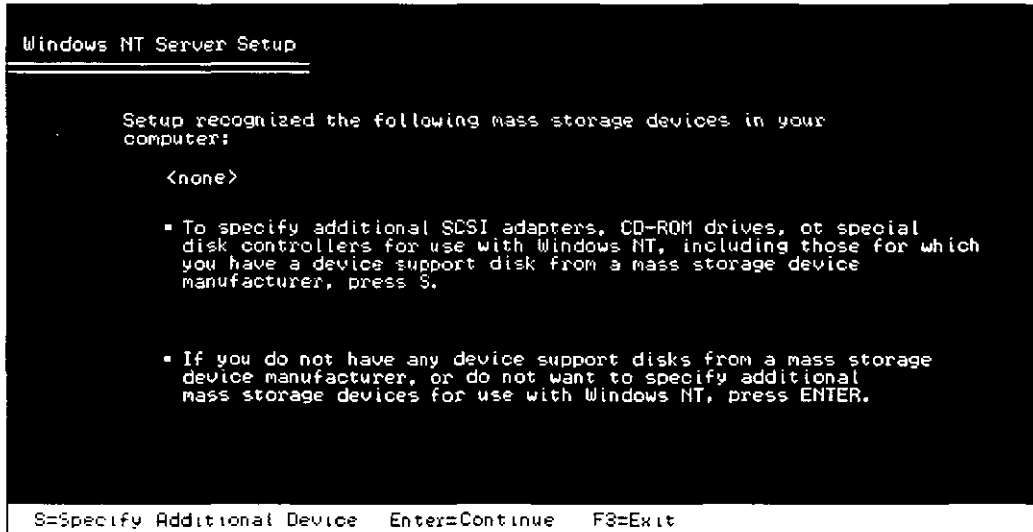 Windows NT Server Setup
Setup recognized the following mass storage devices in your
computer:
<none>
▪ To specify additional SCSI adapters, CD-ROM drives, ot special
disk controllers for use with Windows NT, including those for which
you have a device support disk from a mass storage device
manufacturer, press S.
▪ If you do not have any device support disks from a mass storage
device manufacturer, or do not want to specify additional
mass storage devices for use with Windows NT, press ENTER.
S=Specify Additional Device Enter=Continue F3=Exit